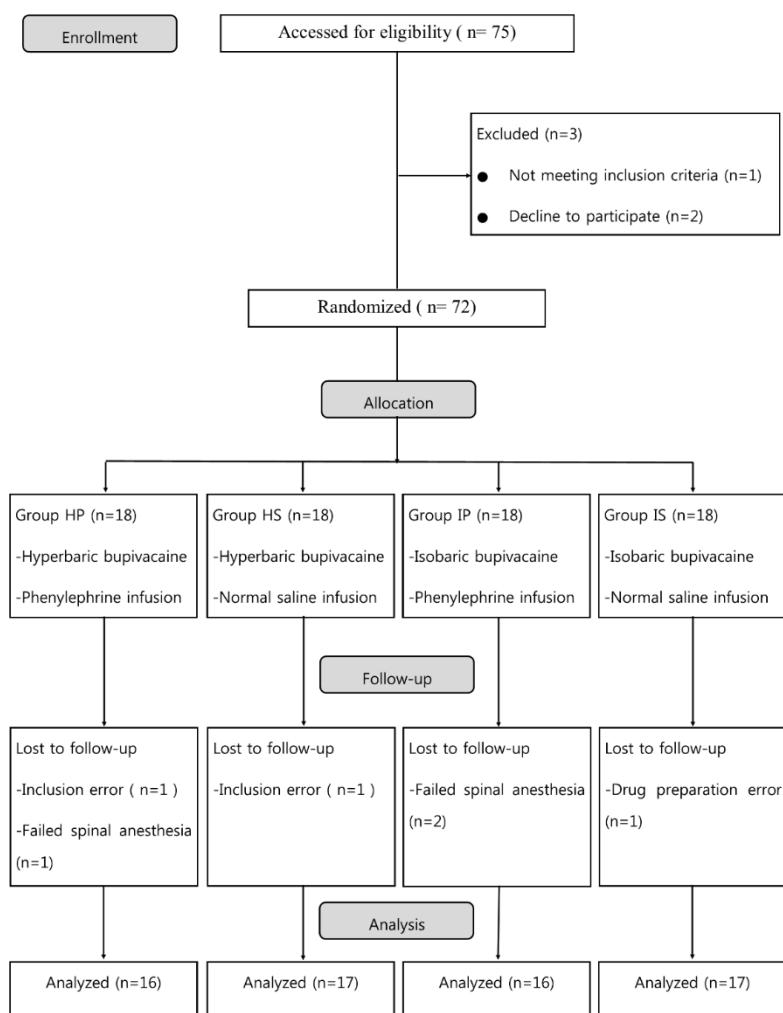 Enrollment
Accessed for eligibility ( n= 75)
Excluded (n=3)
● Not meeting inclusion criteria (n=1)
● Decline to participate (n=2)
Randomized ( n= 72)
Allocation
Group HP (n=18)
-Hyperbaric bupivacaine
-Phenylephrine infusion
Group HS (n=18)
-Hyperbaric bupivacaine
-Normal saline infusion
Group IP (n=18)
-Isobaric bupivacaine
-Phenylephrine infusion
Group IS (n=18)
-Isobaric bupivacaine
-Normal saline infusion
Follow-up
Lost to follow-up
-Inclusion error ( n=1 )
-Failed spinal anesthesia
(n=1)
Lost to follow-up
-Inclusion error ( n=1 )
Lost to follow-up
-Failed spinal anesthesia
(n=2)
Lost to follow-up
-Drug preparation error
(n=1)
Analysis
Analyzed (n=16)
Analyzed (n=17)
Analyzed (n=16)
Analyzed (n=17)